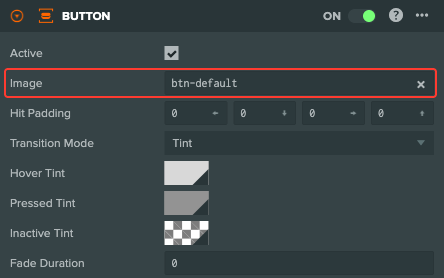 BUTTON ON ?
Active
Image btn-default
Hit Padding 0 0 0 0
Transition Mode Tint
Hover Tint
Pressed Tint
Inactive Tint
Fade Duration 0